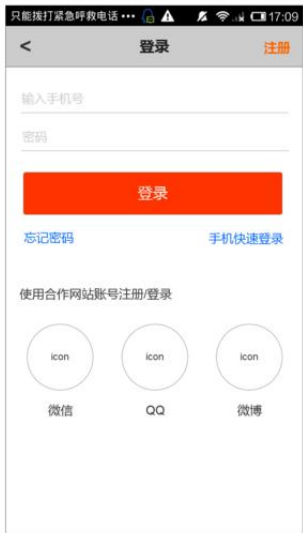 只能拨打紧急呼救电话 ••• 17:09
< 登录 注册
输入手机号
密码
登录
忘记密码 手机快速登录
使用合作网站账号注册/登录
icon icon icon
微信 QQ 微博